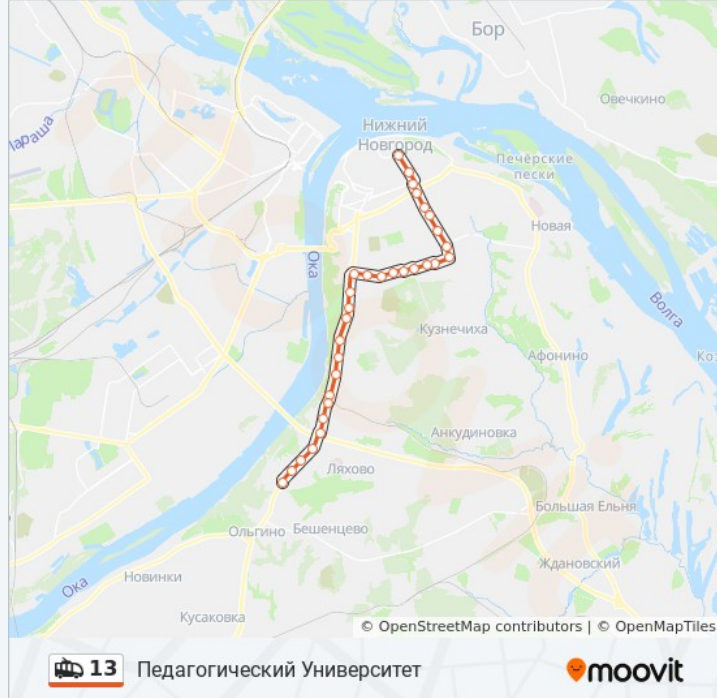 Бор
Овечкино
Параша
Нижний
Новгород
Печёрские
пески
Новая
Ока
Волга
Кузнечиха
Афонино
Анкудиновка
Ляхово
Большая Ельня
Ольгино
Бешенцево
Ждановский
Новинки
Ока
Кусаковка
© OpenStreetMap contributors | © OpenMapTiles
13
Педагогический Университет
moovit